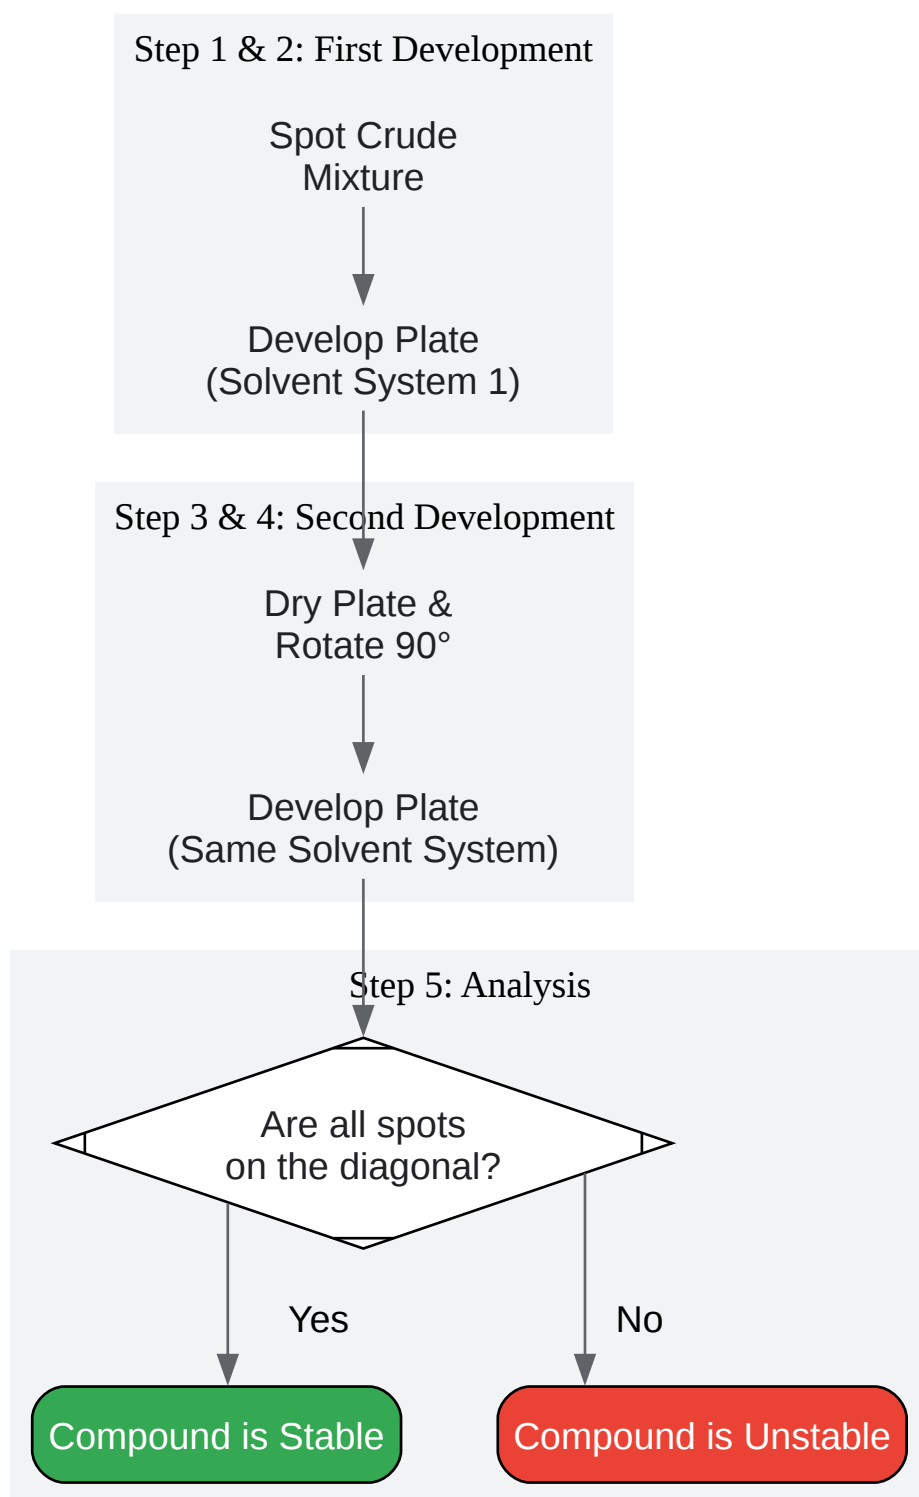 Step 1 & 2: First Development
Spot Crude
Mixture
Develop Plate
(Solvent System 1)
Step 3 & 4: Second Development
Dry Plate &
Rotate 90°
Develop Plate
(Same Solvent System)
Step 5: Analysis
Are all spots
on the diagonal?
Yes
No
Compound is Stable
Compound is Unstable